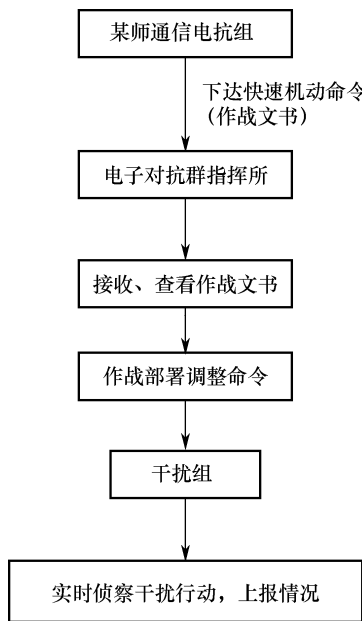 某师通信电抗组
下达快速机动命令
（作战文书）
电子对抗群指挥所
接收、查看作战文书
作战部署调整命令
干扰组
实时侦察干扰行动，上报情况